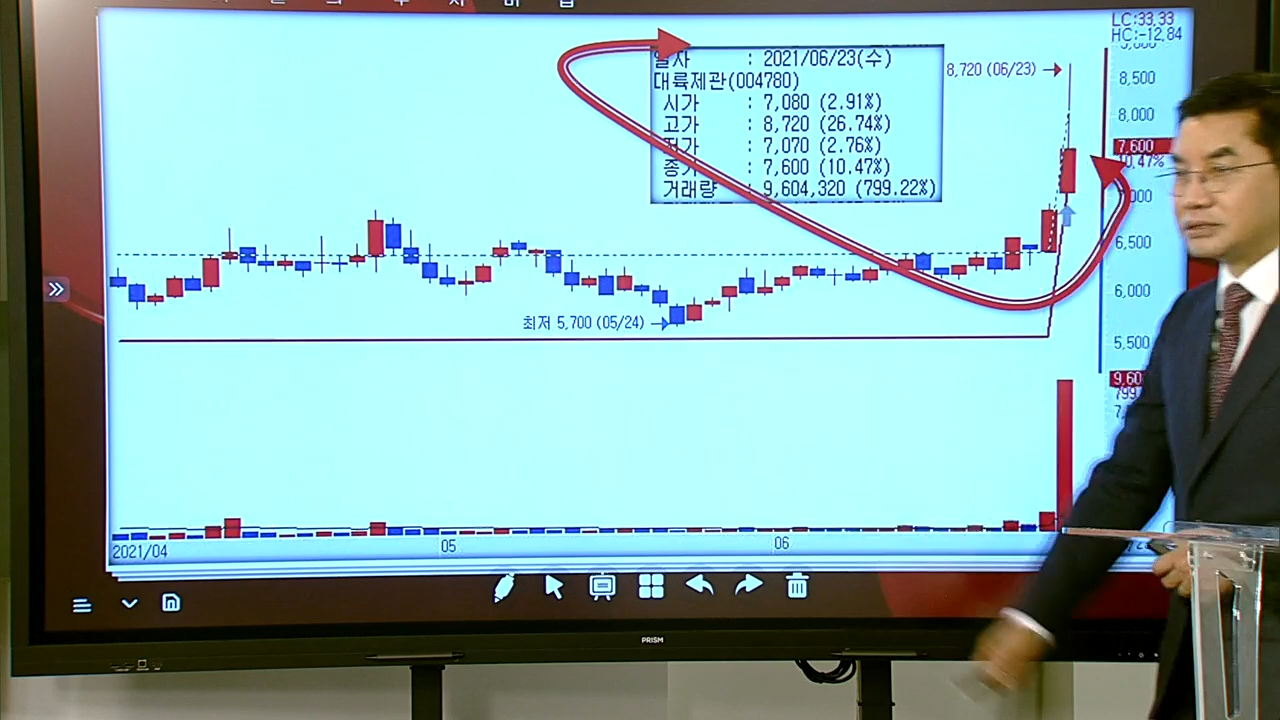 LC:33,33
HC:-12,84
일자 : 2021/06/23(수)
대륙제관(004780)
시가 : 7,080 (2.91%)
고가 : 8,720 (26.74%)
저가 : 7,070 (2.76%)
종가 : 7,600 (10.47%)
거래량 : 9,604,320 (799.22%)
8,720 (06/23)
8,500
8,000
7,600
10,47%
6,500
6,000
5,500
최저 5,700 (05/24)
2021/04
05
06
PRISM